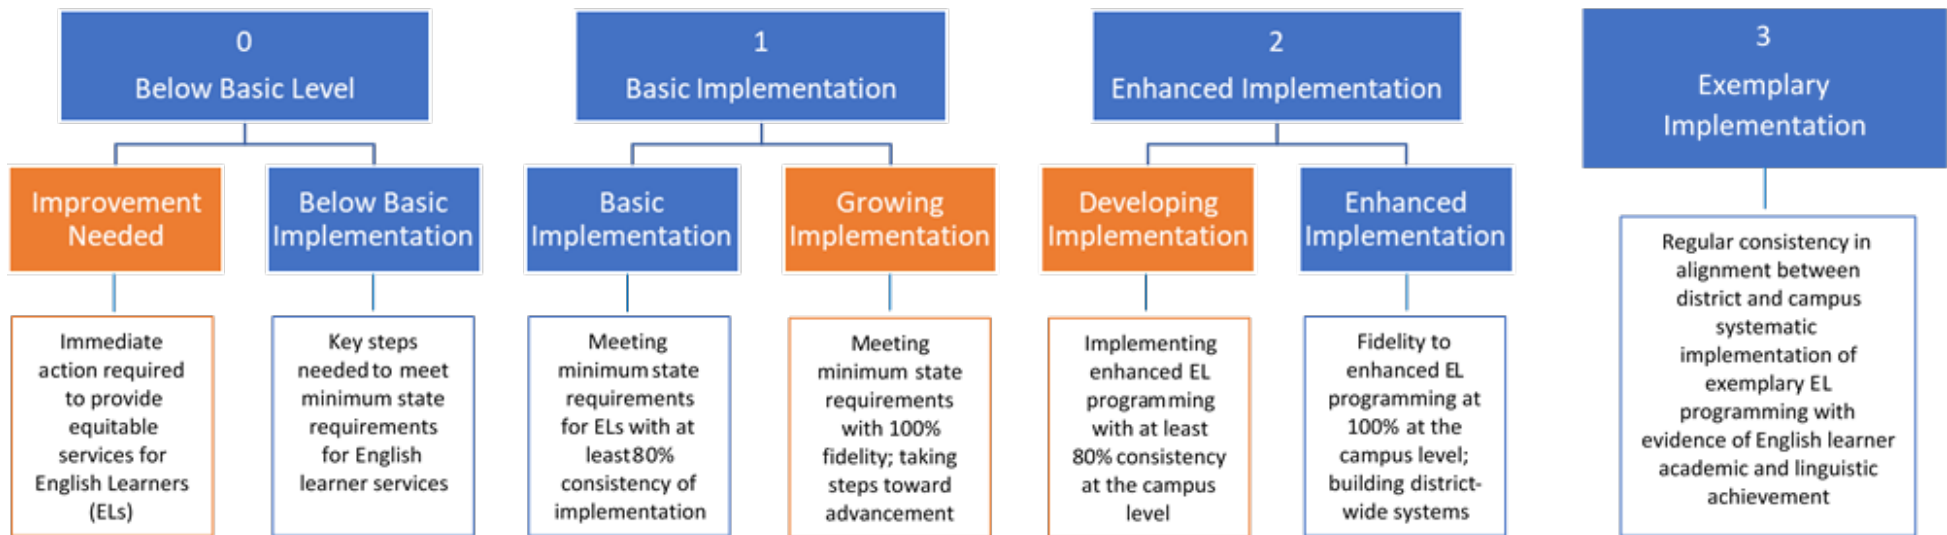 0
Below Basic Level
1
Basic Implementation
2
Enhanced Implementation
3
Exemplary
Implementation
Improvement
Needed
Below Basic
Implementation
Basic
Implementation
Growing
Implementation
Developing
Implementation
Enhanced
Implementation
Immediate
action required
to provide
equitable
services for
English Learners
(ELs)
Key steps
needed to meet
minimum state
requirements
for English
learner services
Meeting
minimum state
requirements
for ELs with at
least 80%
consistency of
implementation
Meeting
minimum state
requirements
with 100%
fidelity; taking
steps toward
advancement
Implementing
enhanced EL
programming
with at least
80% consistency
at the campus
level
Fidelity to
enhanced EL
programming at
100% at the
campus level;
building district-
wide systems
Regular consistency in
alignment between
district and campus
systematic
implementation of
exemplary EL
programming with
evidence of English learner
academic and linguistic
achievement